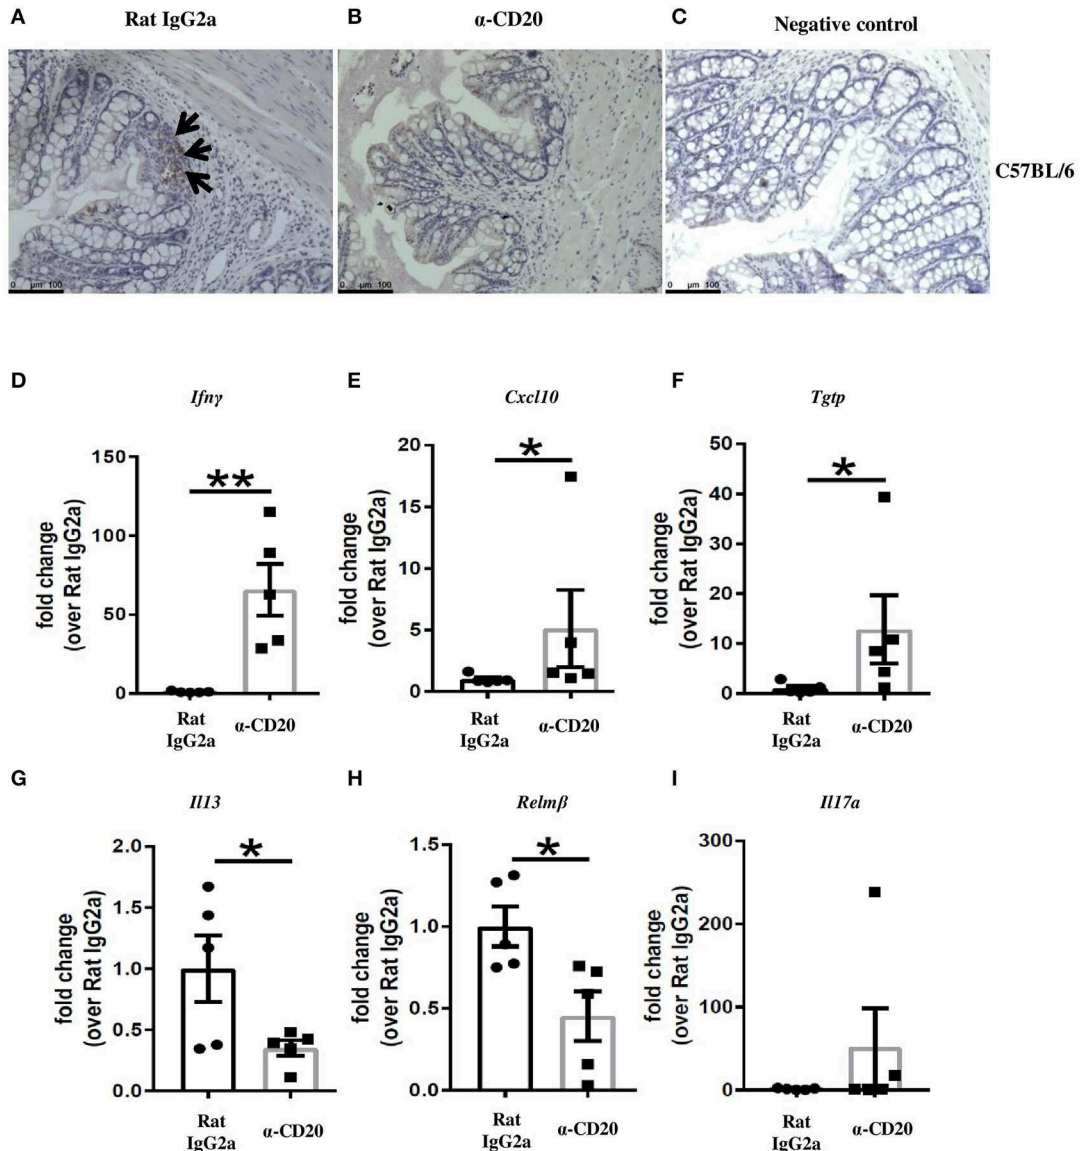 A Rat IgG2a B α-CD20 C Negative control
C57BL/6
0 µm 100 0 µm 100 0 µm 100
D E F
Ifnγ Cxcl10 Tgtp
fold change
(over Rat IgG2a)
150
100
50
0
**
Rat
IgG2a
α-CD20
fold change
(over Rat IgG2a)
20
15
10
5
0
*
Rat
IgG2a
α-CD20
fold change
(over Rat IgG2a)
50
40
30
20
10
0
*
Rat
IgG2a
α-CD20
G H I
Il13 Relmβ Il17a
fold change
(over Rat IgG2a)
2.0
1.5
1.0
0.5
0.0
*
Rat
IgG2a
α-CD20
fold change
(over Rat IgG2a)
1.5
1.0
0.5
0.0
*
Rat
IgG2a
α-CD20
fold change
(over Rat IgG2a)
300
200
100
0
Rat
IgG2a
α-CD20